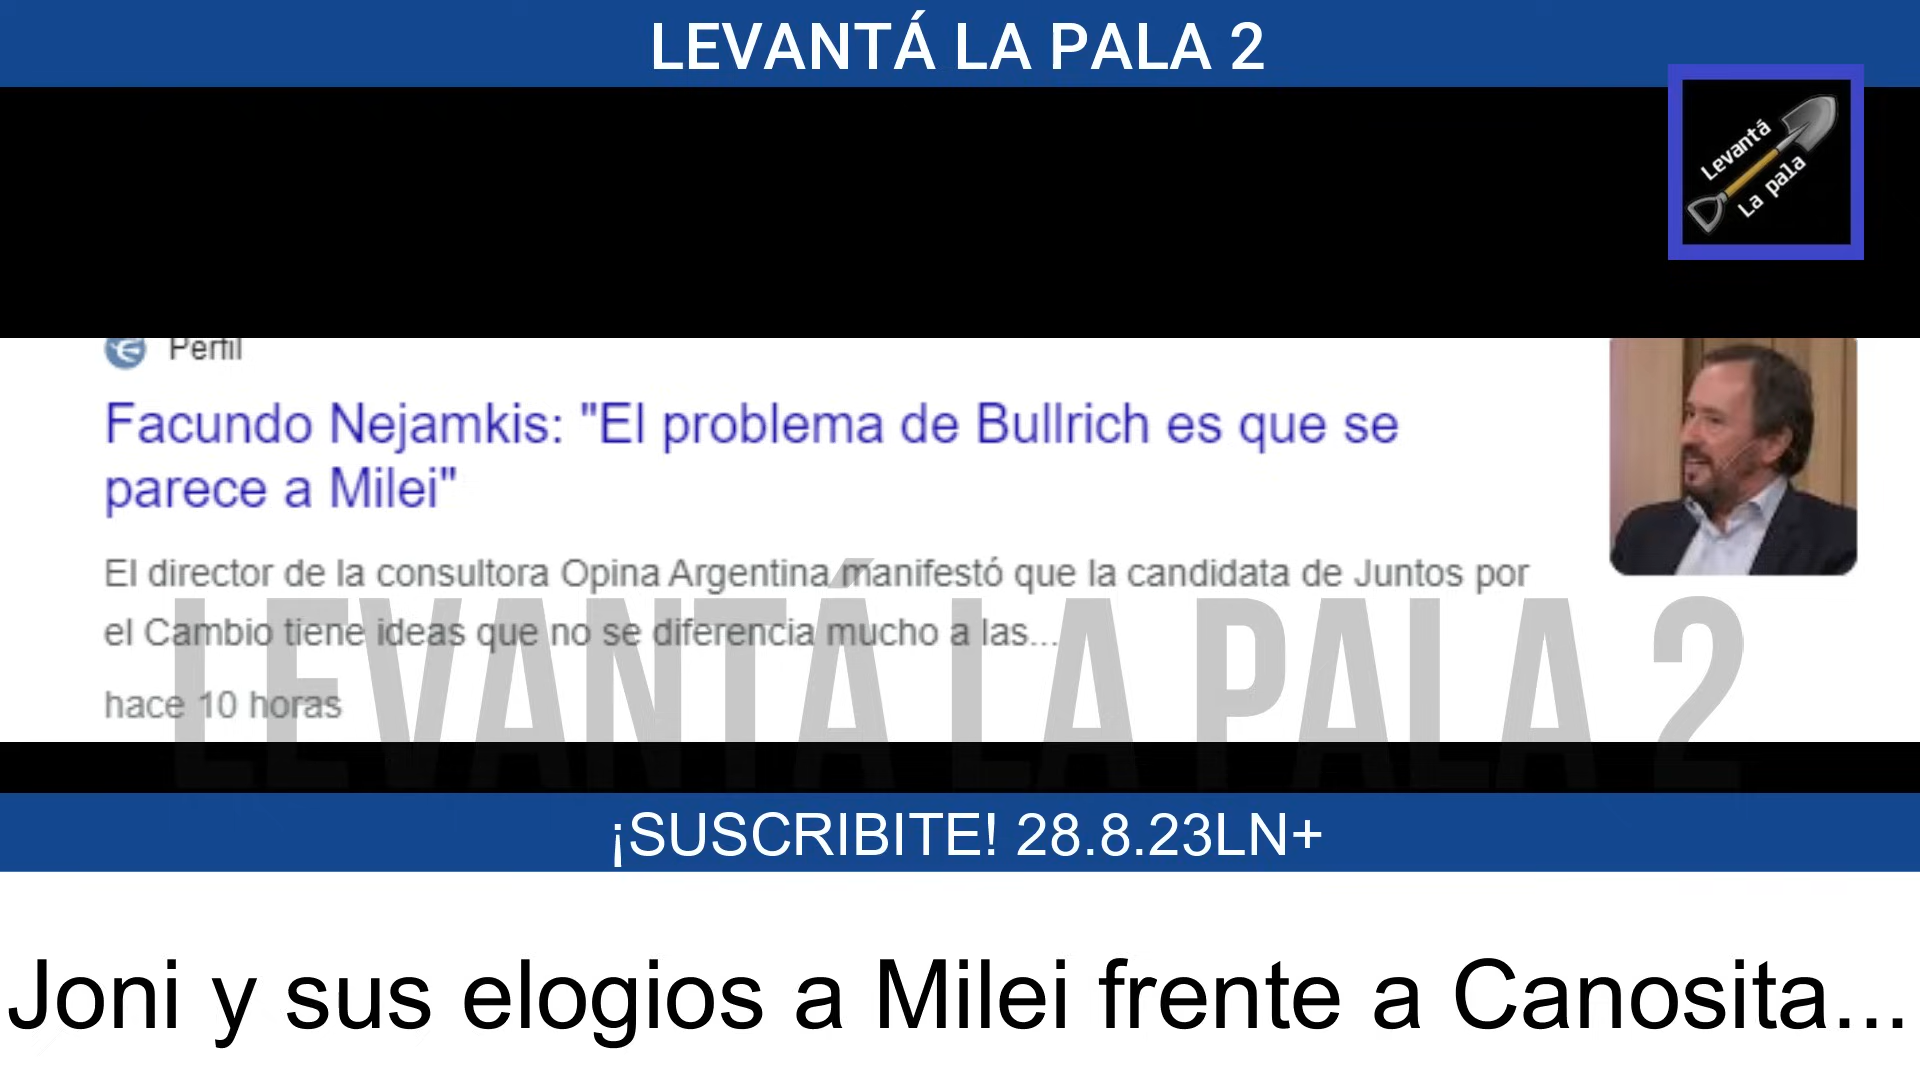 LEVANTÁ LA PALA 2
Levantá
La pala
Perfil
Facundo Nejamkis: "El problema de Bullrich es que se
parece a Milei"
El director de la consultora Opina Argentina manifestó que la candidata de Juntos por
el Cambio tiene ideas que no se diferencia mucho a las...
hace 10 horas
LEVANTÁ LA PALA 2
¡SUSCRIBITE! 28.8.23LN+
Joni y sus elogios a Milei frente a Canosita...